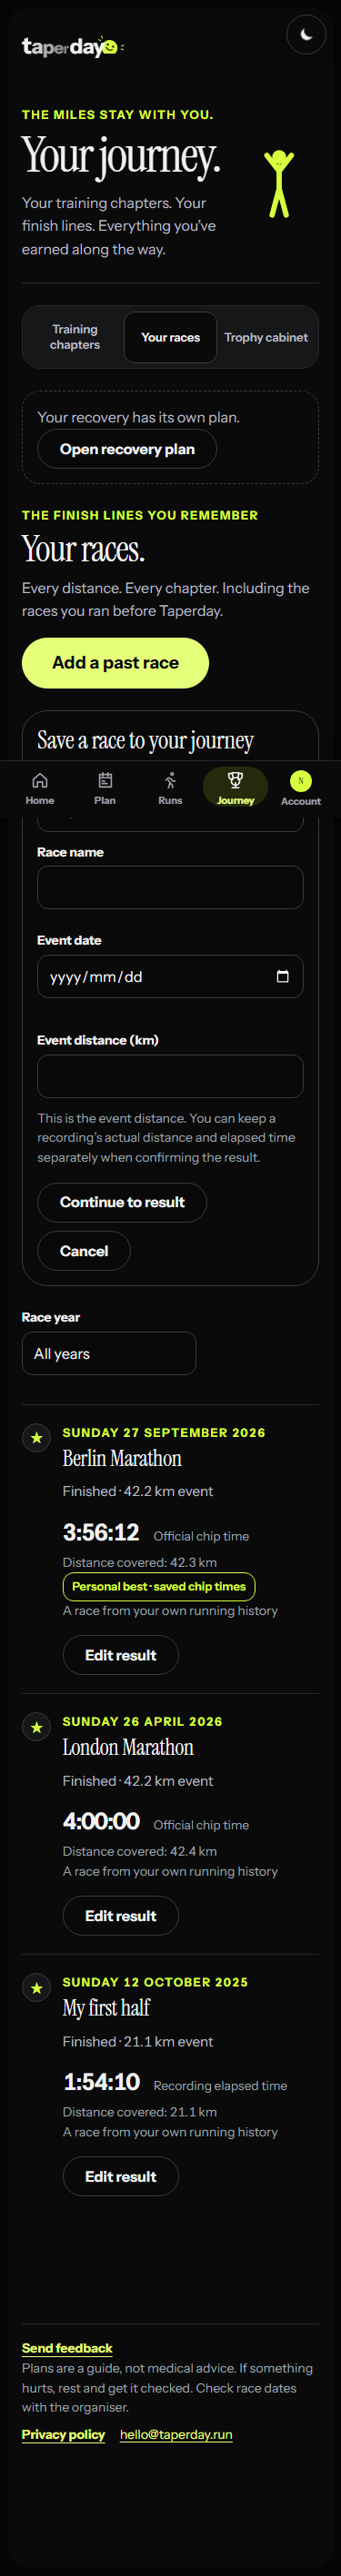 taperday
THE MILES STAY WITH YOU.
Your journey.
Your training chapters. Your
finish lines. Everything you've
earned along the way.
Training
chapters
Your races
Trophy cabinet
Your recovery has its own plan.
Open recovery plan
THE FINISH LINES YOU REMEMBER
Your races.
Every distance. Every chapter. Including the
races you ran before Taperday.
Add a past race
Save a race to your journey
Home
Plan
Runs
Journey
N
Account
Race name
Event date
yyyy/mm/dd
Event distance (km)
This is the event distance. You can keep a
recording's actual distance and elapsed time
separately when confirming the result.
Continue to result
Cancel
Race year
All years
SUNDAY 27 SEPTEMBER 2026
Berlin Marathon
Finished · 42.2 km event
3:56:12 Official chip time
Distance covered: 42.3 km
Personal best · saved chip times
A race from your own running history
Edit result
SUNDAY 26 APRIL 2026
London Marathon
Finished · 42.2 km event
4:00:00 Official chip time
Distance covered: 42.4 km
A race from your own running history
Edit result
SUNDAY 12 OCTOBER 2025
My first half
Finished · 21.1 km event
1:54:10 Recording elapsed time
Distance covered: 21.1 km
A race from your own running history
Edit result
Send feedback
Plans are a guide, not medical advice. If something
hurts, rest and get it checked. Check race dates
with the organiser.
Privacy policy hello@taperday.run